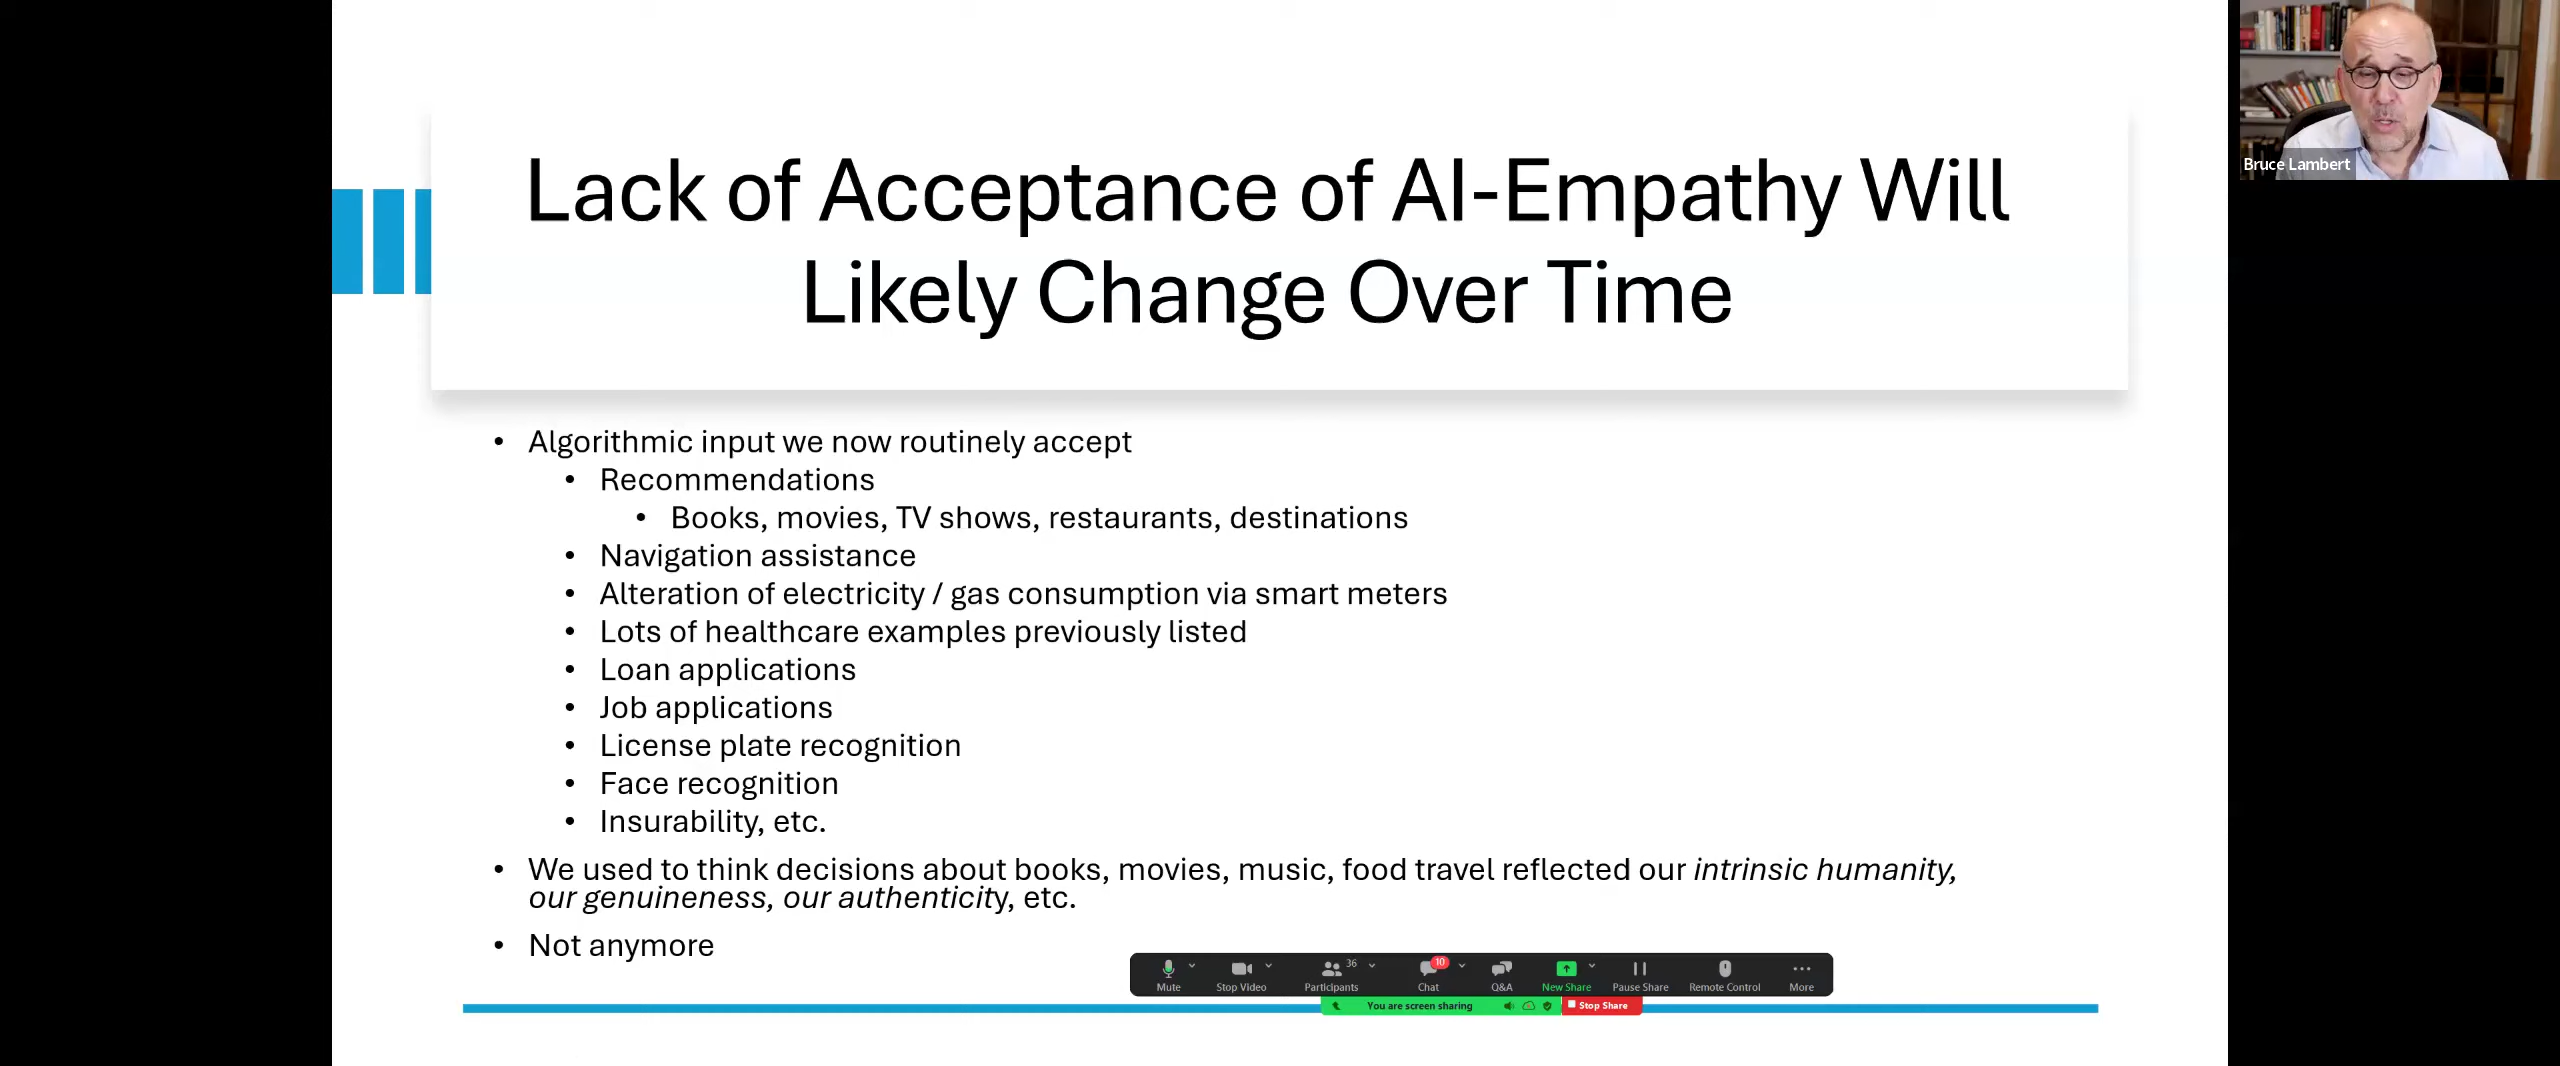 Lack of Acceptance of AI-Empathy Will
Likely Change Over Time
Bruce Lambert
• Algorithmic input we now routinely accept
• Recommendations
• Books, movies, TV shows, restaurants, destinations
• Navigation assistance
• Alteration of electricity / gas consumption via smart meters
• Lots of healthcare examples previously listed
• Loan applications
• Job applications
• License plate recognition
• Face recognition
• Insurability, etc.
• We used to think decisions about books, movies, music, food travel reflected our intrinsic humanity,
our genuineness, our authenticity, etc.
• Not anymore
36
10
Mute Stop Video Participants Chat Q&A New Share Pause Share Remote Control More
You are screen sharing Stop Share